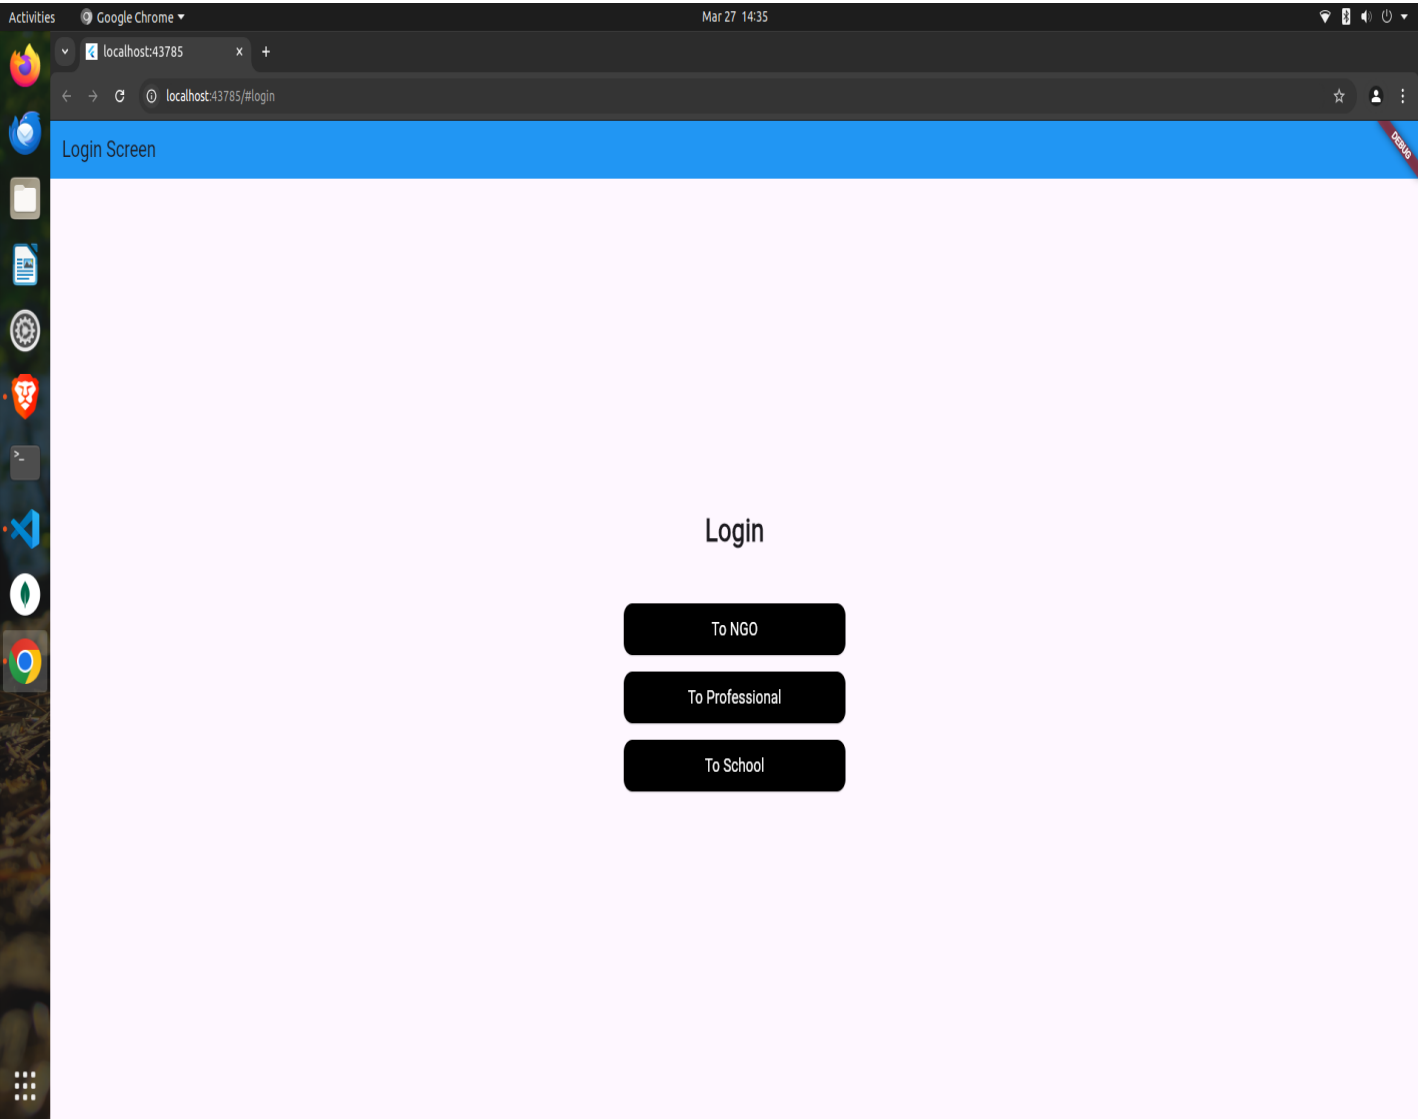 Activities
Google Chrome
Mar 27 14:35
localhost:43785
localhost:43785/#login
Login Screen
DEBUG
Login
To NGO
To Professional
To School